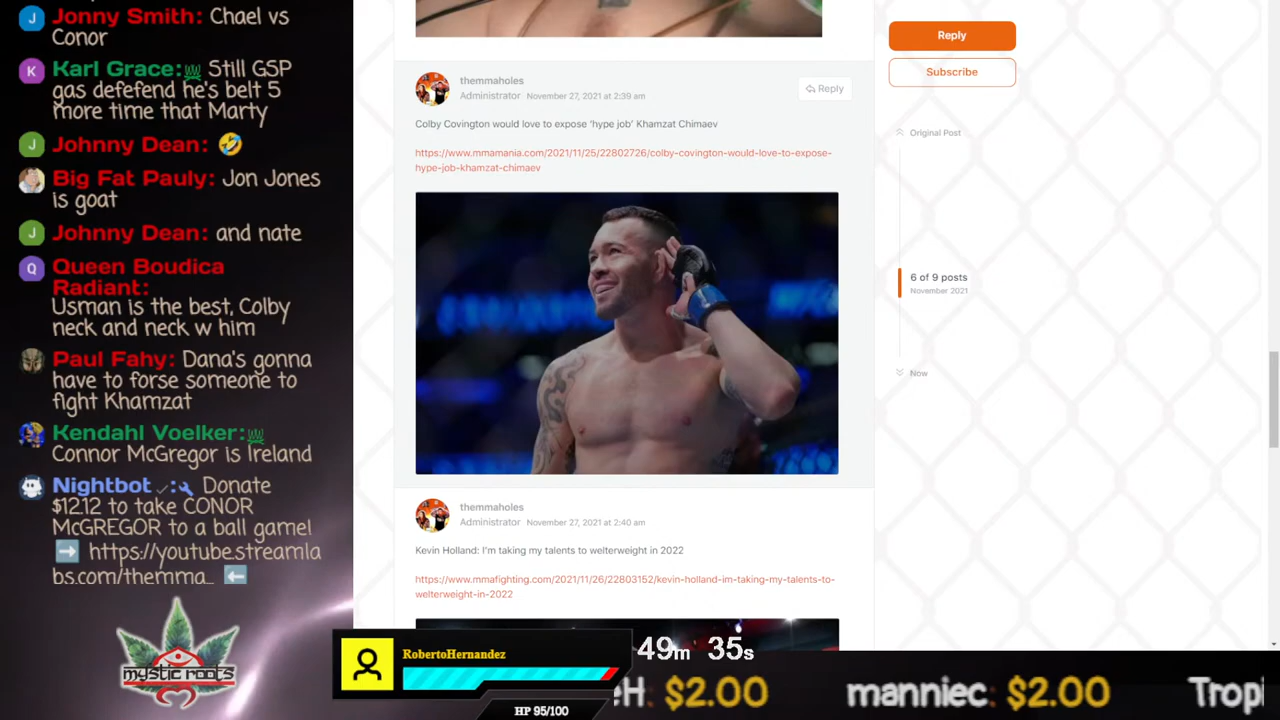 Jonny Smith: Chael vs
Conor
Karl Grace: Still GSP
gas defefend he's belt 5
more time that Marty
Johnny Dean: 🤣
Big Fat Pauly: Jon Jones
is goat
Johnny Dean: and nate
Queen Boudica
Radiant:
Usman is the best, Colby
neck and neck w him
Paul Fahy: Dana's gonna
have to forse someone to
fight Khamzat
Kendahl Voelker:
Connor McGregor is Ireland
Nightbot ✓: Donate
$12.12 to take CONOR
McGREGOR to a ball game!
➡️ https://youtube.streamla
bs.com/themma... ⬅️
mystic roots
themmaholes
Administrator November 27, 2021 at 2:39 am
Reply
Colby Covington would love to expose ‘hype job’ Khamzat Chimaev
https://www.mmamania.com/2021/11/25/22802726/colby-covington-would-love-to-expose-
hype-job-khamzat-chimaev
themmaholes
Administrator November 27, 2021 at 2:40 am
Kevin Holland: I'm taking my talents to welterweight in 2022
https://www.mmafighting.com/2021/11/26/22803152/kevin-holland-im-taking-my-talents-to-
welterweight-in-2022
Reply
Subscribe
Original Post
6 of 9 posts
November 2021
Now
RobertoHernandez
HP 95/100
49m 35s
eH: $2.00 manniec: $2.00 Tropi